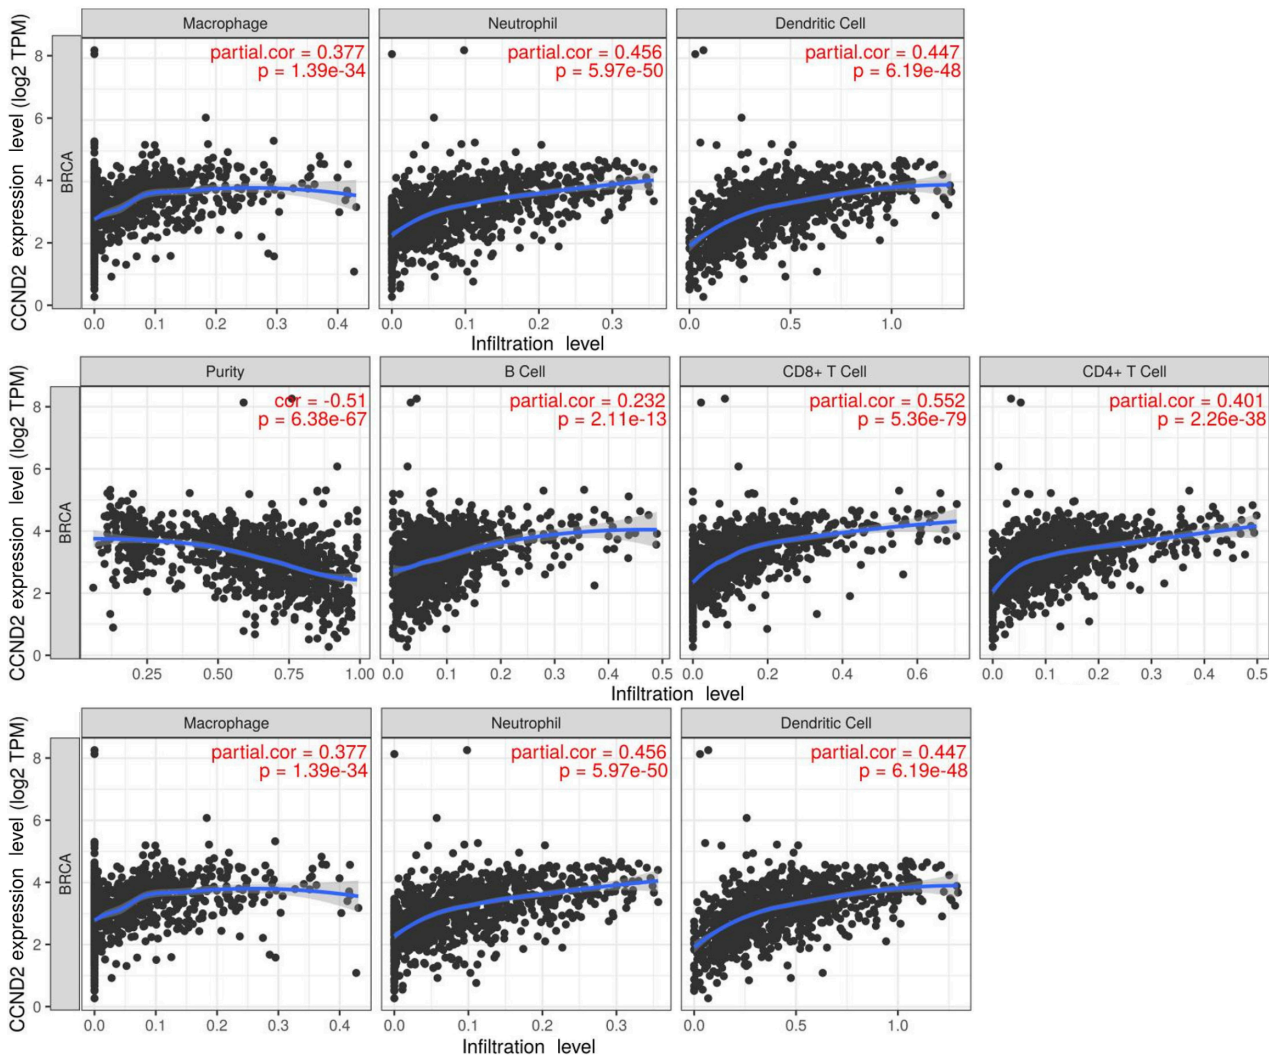 Macrophage Neutrophil Dendritic Cell
partial.cor = 0.377 partial.cor = 0.456 partial.cor = 0.447
p = 1.39e-34 p = 5.97e-50 p = 6.19e-48
CCND2 expression level (log2 TPM)
BRCA
8
6
4
2
0
0.0 0.1 0.2 0.3 0.4 0.0 0.1 0.2 0.3 0.0 0.5 1.0
Infiltration level
Purity B Cell CD8+ T Cell CD4+ T Cell
cor = -0.51 partial.cor = 0.232 partial.cor = 0.552 partial.cor = 0.401
p = 6.38e-67 p = 2.11e-13 p = 5.36e-79 p = 2.26e-38
CCND2 expression level (log2 TPM)
BRCA
8
6
4
2
0
0.25 0.50 0.75 1.00 0.0 0.1 0.2 0.3 0.4 0.5 0.0 0.2 0.4 0.6 0.0 0.1 0.2 0.3 0.4 0.5
Infiltration level
Macrophage Neutrophil Dendritic Cell
partial.cor = 0.377 partial.cor = 0.456 partial.cor = 0.447
p = 1.39e-34 p = 5.97e-50 p = 6.19e-48
CCND2 expression level (log2 TPM)
BRCA
8
6
4
2
0
0.0 0.1 0.2 0.3 0.4 0.0 0.1 0.2 0.3 0.0 0.5 1.0
Infiltration level